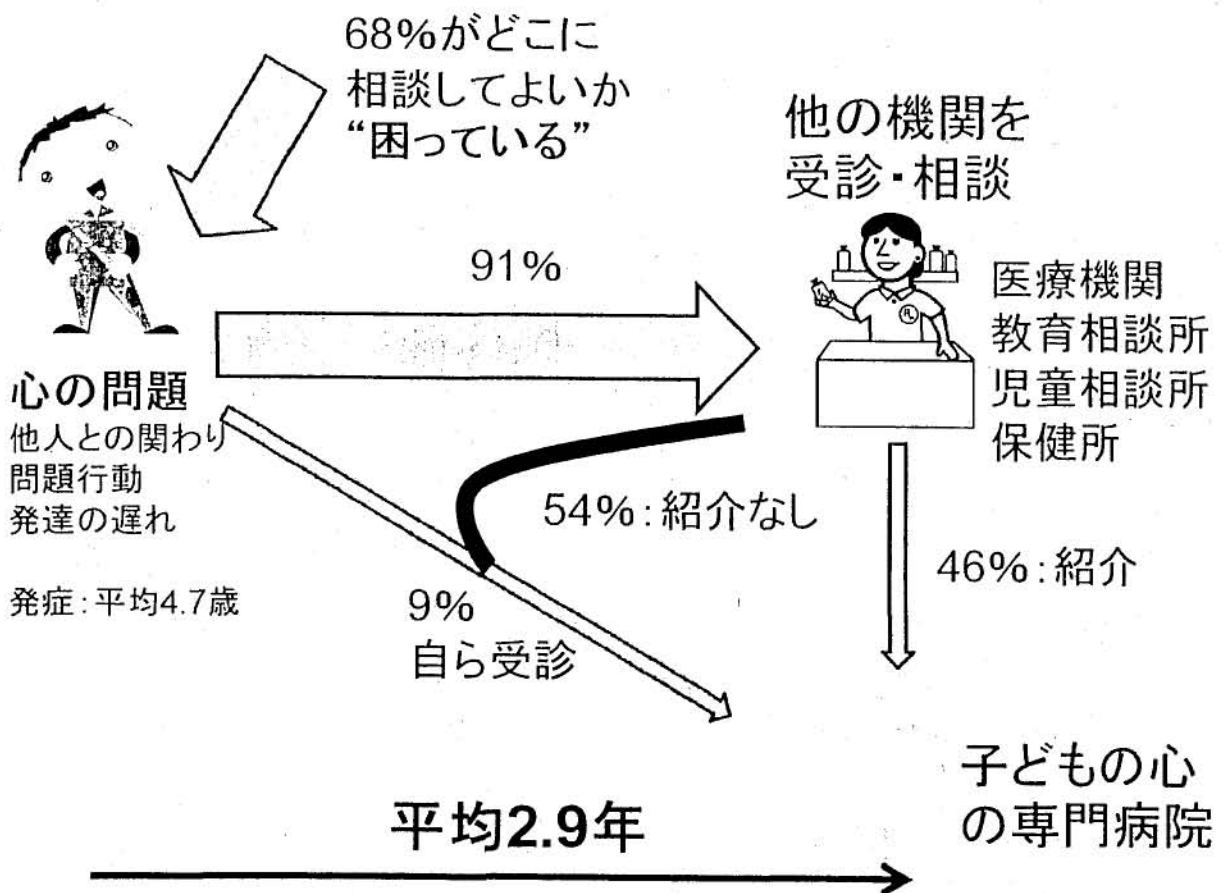 68%がどこに
相談してよいか
“困っている”
他の機関を
受診・相談
91%
医療機関
教育相談所
児童相談所
保健所
心の問題
他人との関わり
問題行動
発達の遅れ
発症:平均4.7歳
54%:紹介なし
46%:紹介
9%
自ら受診
子どもの心
の専門病院
平均2.9年